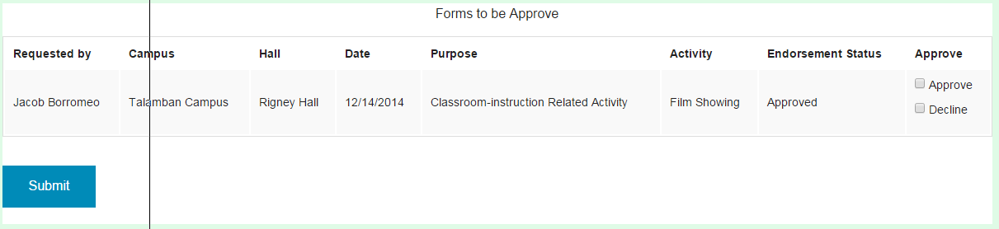 Forms to be Approve
Requested by Campus Hall Date Purpose Activity Endorsement Status Approve
Jacob Borromeo Talamban Campus Rigney Hall 12/14/2014 Classroom-instruction Related Activity Film Showing Approved Approve
Decline
Submit